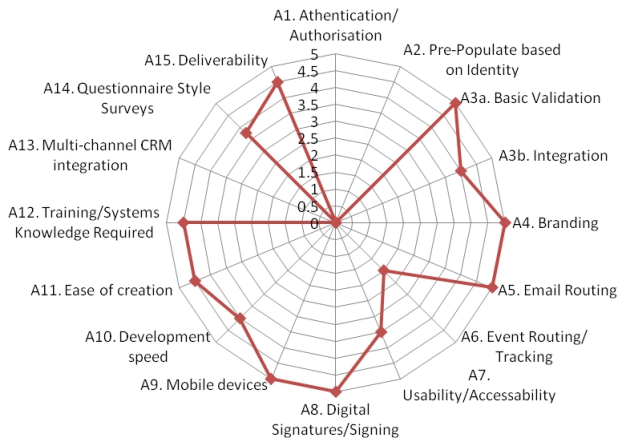 A1. Athentication/
Authorisation
A2. Pre-Populate based
on Identity
A3a. Basic Validation
A3b. Integration
A4. Branding
A5. Email Routing
A6. Event Routing/
Tracking
A7.
Usability/Accessability
A8. Digital
Signatures/Signing
A9. Mobile devices
A10. Development
speed
A11. Ease of creation
A12. Training/Systems
Knowledge Required
A13. Multi-channel CRM
integration
A14. Questionnaire Style
Surveys
A15. Deliverability
5
4.5
4
3.5
3
2.5
2
1.5
1
0.5
0